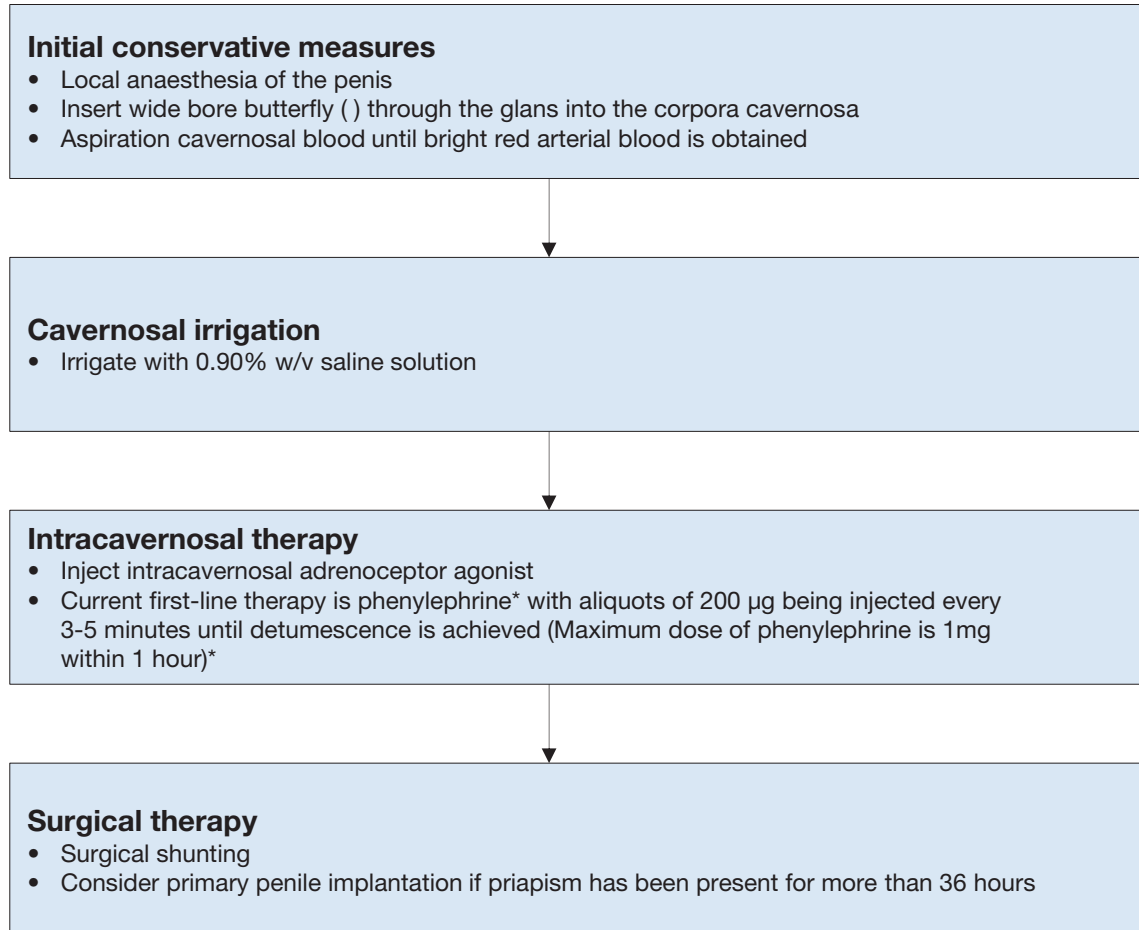 Initial conservative measures
• Local anaesthesia of the penis
• Insert wide bore butterfly ( ) through the glans into the corpora cavernosa
• Aspiration cavernosal blood until bright red arterial blood is obtained
Cavernosal irrigation
• Irrigate with 0.90% w/v saline solution
Intracavernosal therapy
• Inject intracavernosal adrenoceptor agonist
• Current first-line therapy is phenylephrine* with aliquots of 200 µg being injected every
3-5 minutes until detumescence is achieved (Maximum dose of phenylephrine is 1mg
within 1 hour)*
Surgical therapy
• Surgical shunting
• Consider primary penile implantation if priapism has been present for more than 36 hours